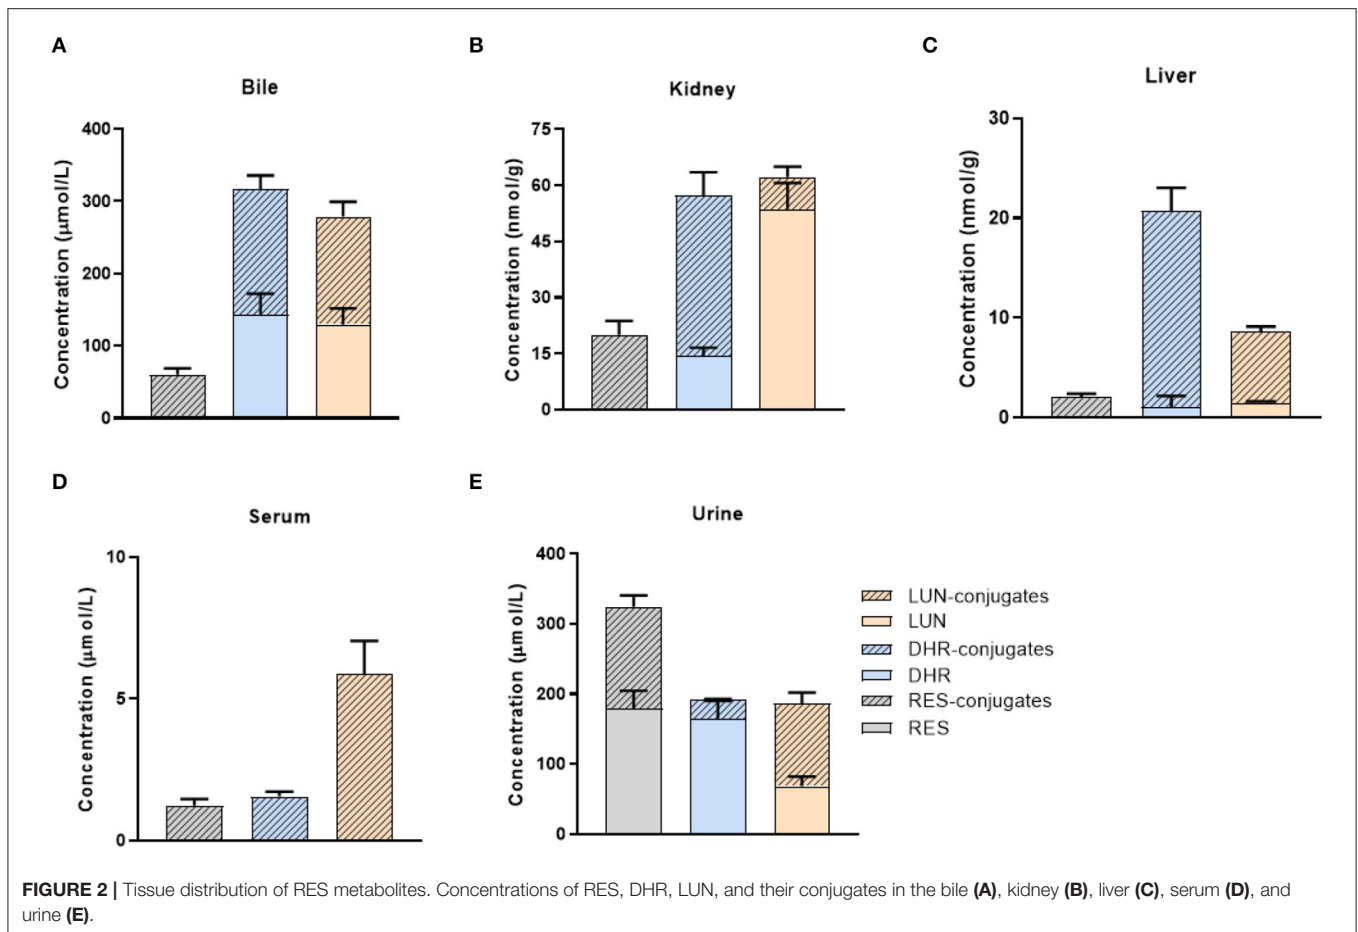 A
Bile
Concentration (μmol/L)
400
300
200
100
0
B
Kidney
Concentration (nmol/g)
75
60
45
30
15
0
C
Liver
Concentration (nmol/g)
30
20
10
0
D
Serum
Concentration (μmol/L)
10
5
0
E
Urine
Concentration (μmol/L)
400
300
200
100
0
LUN-conjugates
LUN
DHR-conjugates
DHR
RES-conjugates
RES
FIGURE 2 | Tissue distribution of RES metabolites. Concentrations of RES, DHR, LUN, and their conjugates in the bile (A), kidney (B), liver (C), serum (D), and
urine (E).